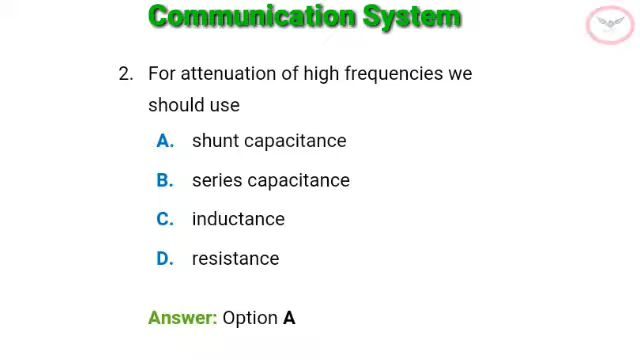 Communication System
2. For attenuation of high frequencies we
should use
A. shunt capacitance
B. series capacitance
C. inductance
D. resistance
Answer: Option A